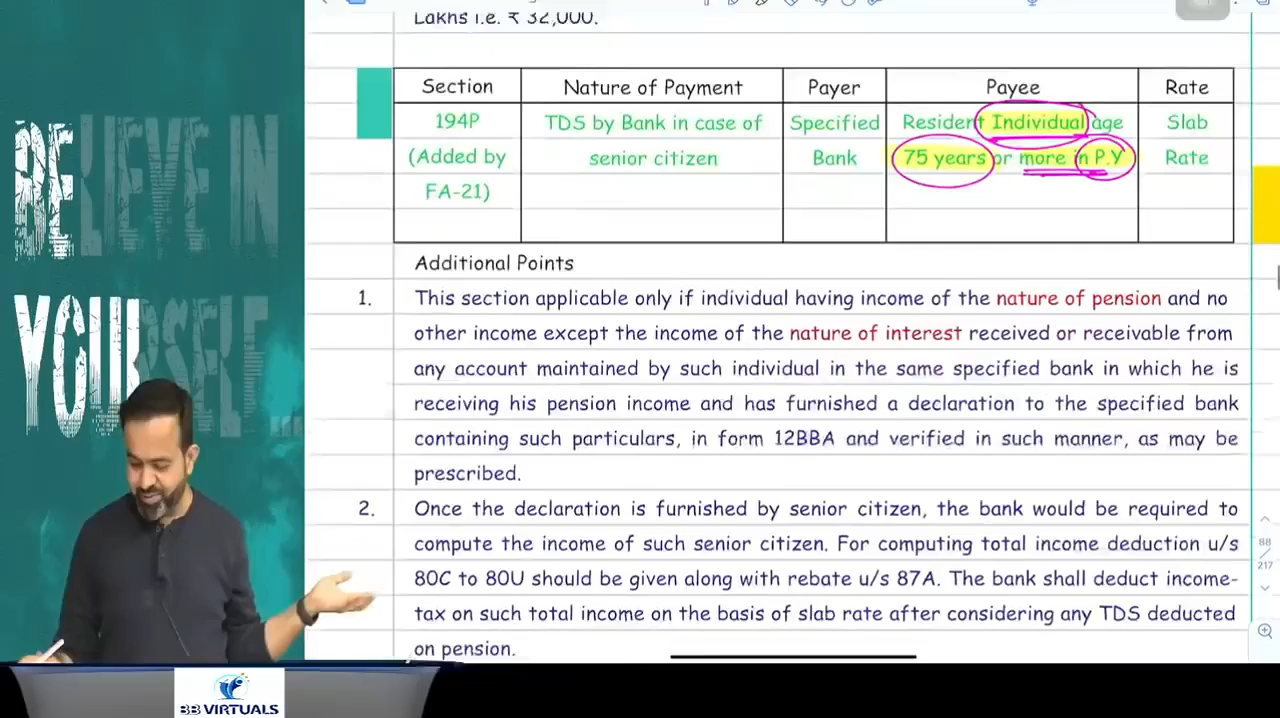 Lakhs i.e. ₹ 32,000.
Section Nature of Payment Payer Payee Rate
194P TDS by Bank in case of Specified Resident Individual age Slab
(Added by senior citizen Bank 75 years or more in P.Y Rate
FA-21)
Additional Points
1. This section applicable only if individual having income of the nature of pension and no
other income except the income of the nature of interest received or receivable from
any account maintained by such individual in the same specified bank in which he is
receiving his pension income and has furnished a declaration to the specified bank
containing such particulars, in form 12BBA and verified in such manner, as may be
prescribed.
2. Once the declaration is furnished by senior citizen, the bank would be required to
compute the income of such senior citizen. For computing total income deduction u/s
80C to 80U should be given along with rebate u/s 87A. The bank shall deduct income-
tax on such total income on the basis of slab rate after considering any TDS deducted
on pension.
88
217
BELIEVE IN
YOURSELF...
BB VIRTUALS